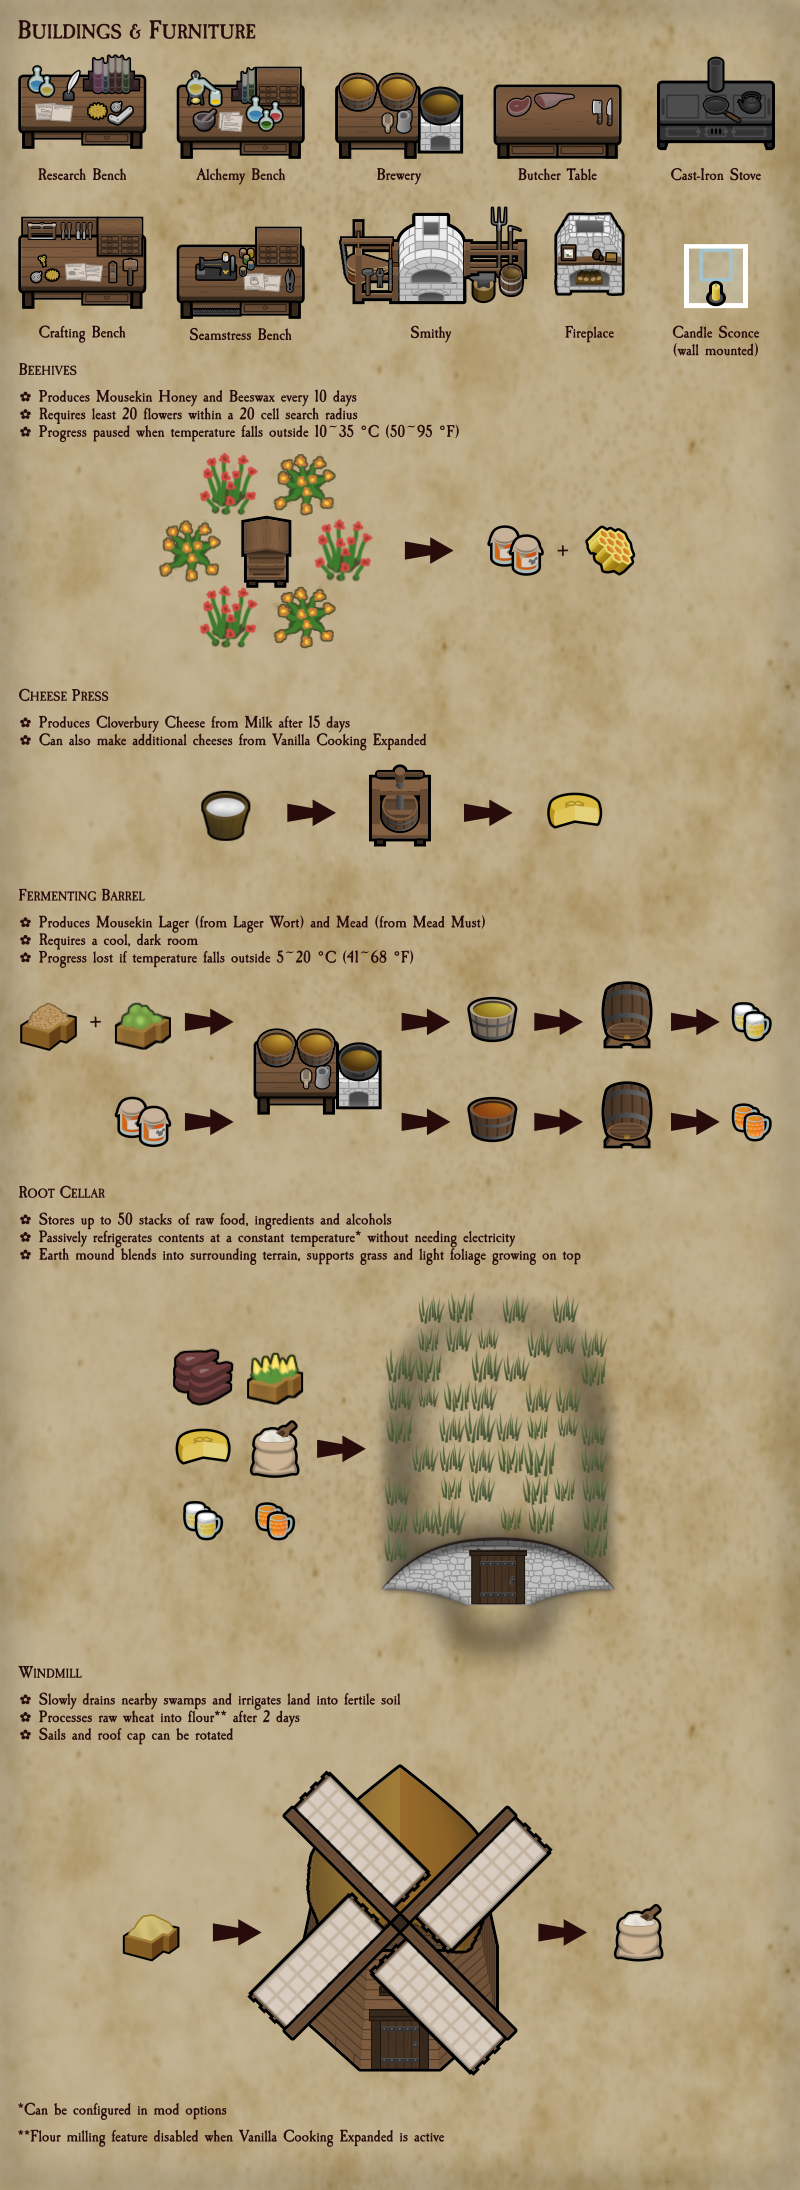 Buildings & Furniture
Research Bench
Alchemy Bench
Brewery
Butcher Table
Cast-Iron Stove
Crafting Bench
Seamstress Bench
Smithy
Fireplace
Candle Sconce
(wall mounted)
Beehives
Produces Mousekin Honey and Beeswax every 10 days
Requires least 20 flowers within a 20 cell search radius
Progress paused when temperature falls outside 10~35 °C (50~95 °F)
+
Cheese Press
Produces Cloverbury Cheese from Milk after 15 days
Can also make additional cheeses from Vanilla Cooking Expanded
Fermenting Barrel
Produces Mousekin Lager (from Lager Wort) and Mead (from Mead Must)
Requires a cool, dark room
Progress lost if temperature falls outside 5~20 °C (41~68 °F)
+
Root Cellar
Stores up to 50 stacks of raw food, ingredients and alcohols
Passively refrigerates contents at a constant temperature* without needing electricity
Earth mound blends into surrounding terrain, supports grass and light foliage growing on top
Windmill
Slowly drains nearby swamps and irrigates land into fertile soil
Processes raw wheat into flour** after 2 days
Sails and roof cap can be rotated
*Can be configured in mod options
**Flour milling feature disabled when Vanilla Cooking Expanded is active